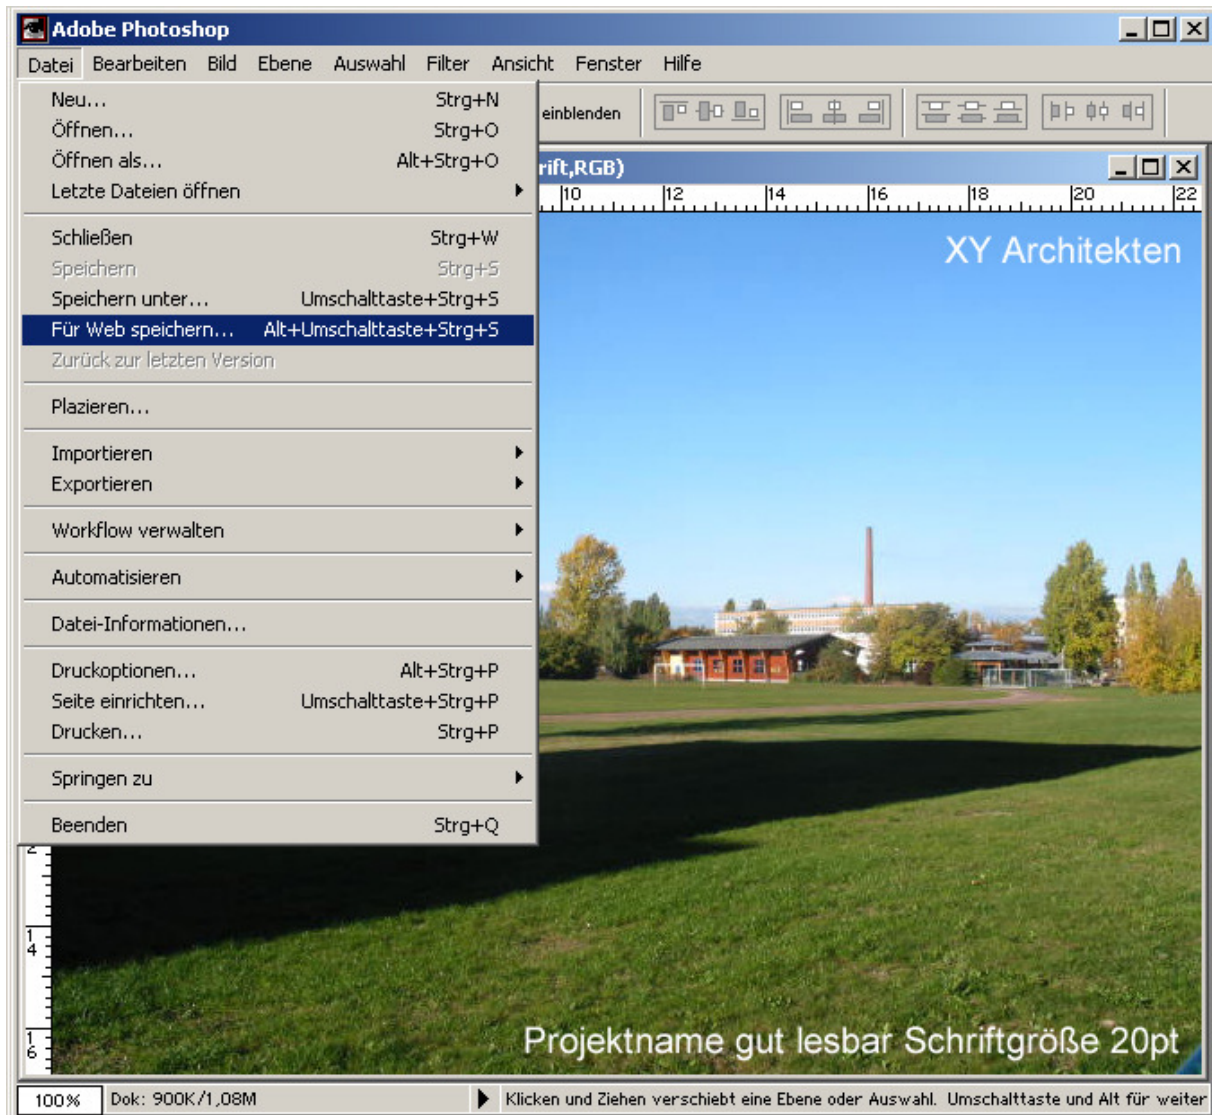 Adobe Photoshop
Datei Bearbeiten Bild Ebene Auswahl Filter Ansicht Fenster Hilfe
Neu... Strg+N
einblenden
Öffnen... Strg+O
Öffnen als... Alt+Strg+O
Letzte Dateien öffnen
rift,RGB)
10 12 14 16 18 20 22
Schließen Strg+W
XY Architekten
Speichern Strg+S
Speichern unter... Umschalttaste+Strg+S
Für Web speichern... Alt+Umschalttaste+Strg+S
Zurück zur letzten Version
Plazieren...
Importieren
Exportieren
Workflow verwalten
Automatisieren
Datei-Informationen...
Druckoptionen... Alt+Strg+P
Seite einrichten... Umschalttaste+Strg+P
Drucken... Strg+P
Springen zu
Beenden Strg+Q
2
14
16
Projektname gut lesbar Schriftgröße 20pt
100% Dok: 900K/1,08M Klicken und Ziehen verschiebt eine Ebene oder Auswahl. Umschalttaste und Alt für weiter